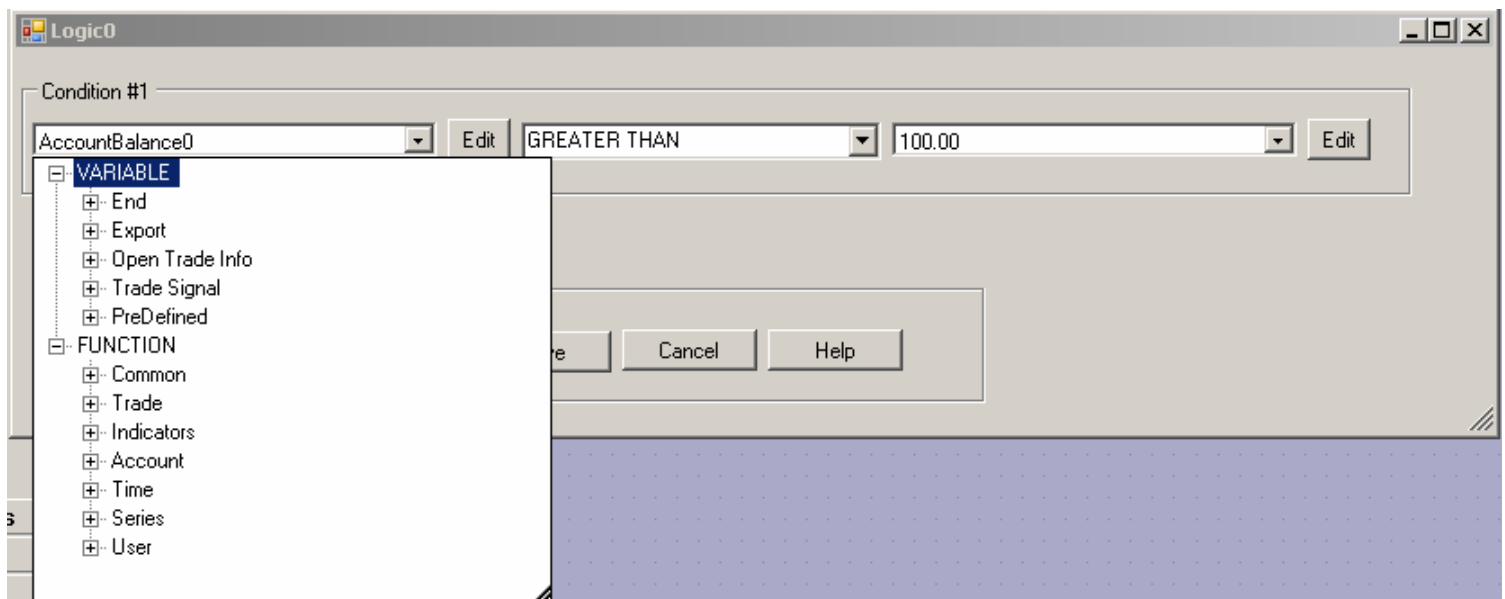 Logic0
Condition #1
AccountBalance0 Edit GREATER THAN 100.00 Edit
VARIABLE
End
Export
Open Trade Info
Trade Signal
PreDefined
FUNCTION
Cancel Help
Common
Trade
Indicators
Account
Time
Series
User